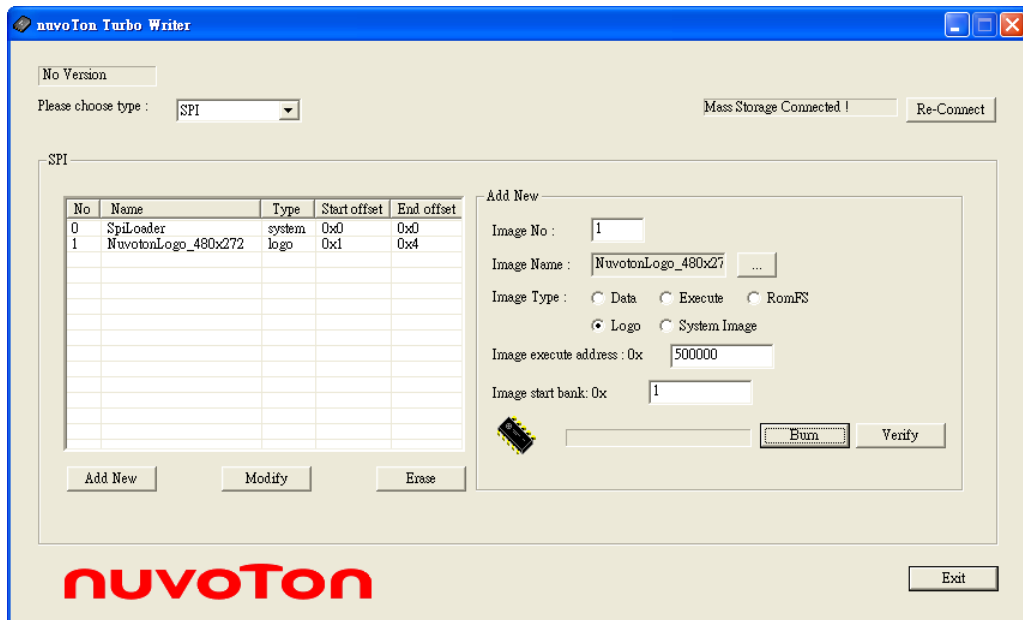 nuvoTon Turbo Writer
No Version
Please choose type : SPI
Mass Storage Connected ! Re-Connect
SPI
No Name Type Start offset End offset
0 SpiLoader system 0x0 0x0
1 NuvotonLogo_480x272 logo 0x1 0x4
Add New Modify Erase
Add New
Image No : 1
Image Name : NuvotonLogo_480x27 ...
Image Type : Data Execute RomFS
Logo System Image
Image execute address : 0x 500000
Image start bank: 0x 1
Burn Verify
nuvoTon
Exit